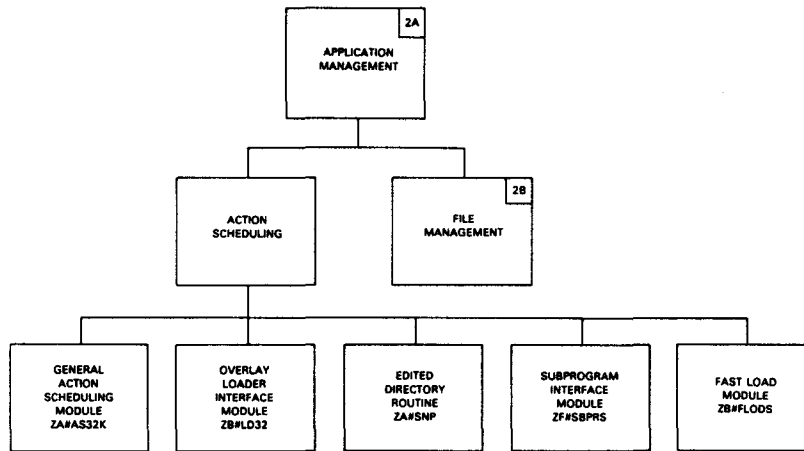 2A
APPLICATION
MANAGEMENT
ACTION
SCHEDULING
2B
FILE
MANAGEMENT
GENERAL
ACTION
SCHEDULING
MODULE
ZA#AS32K
OVERLAY
LOADER
INTERFACE
MODULE
ZB#LD32
EDITED
DIRECTORY
ROUTINE
ZA#SNP
SUBPROGRAM
INTERFACE
MODULE
ZF#SBPRS
FAST LOAD
MODULE
ZB#FLODS